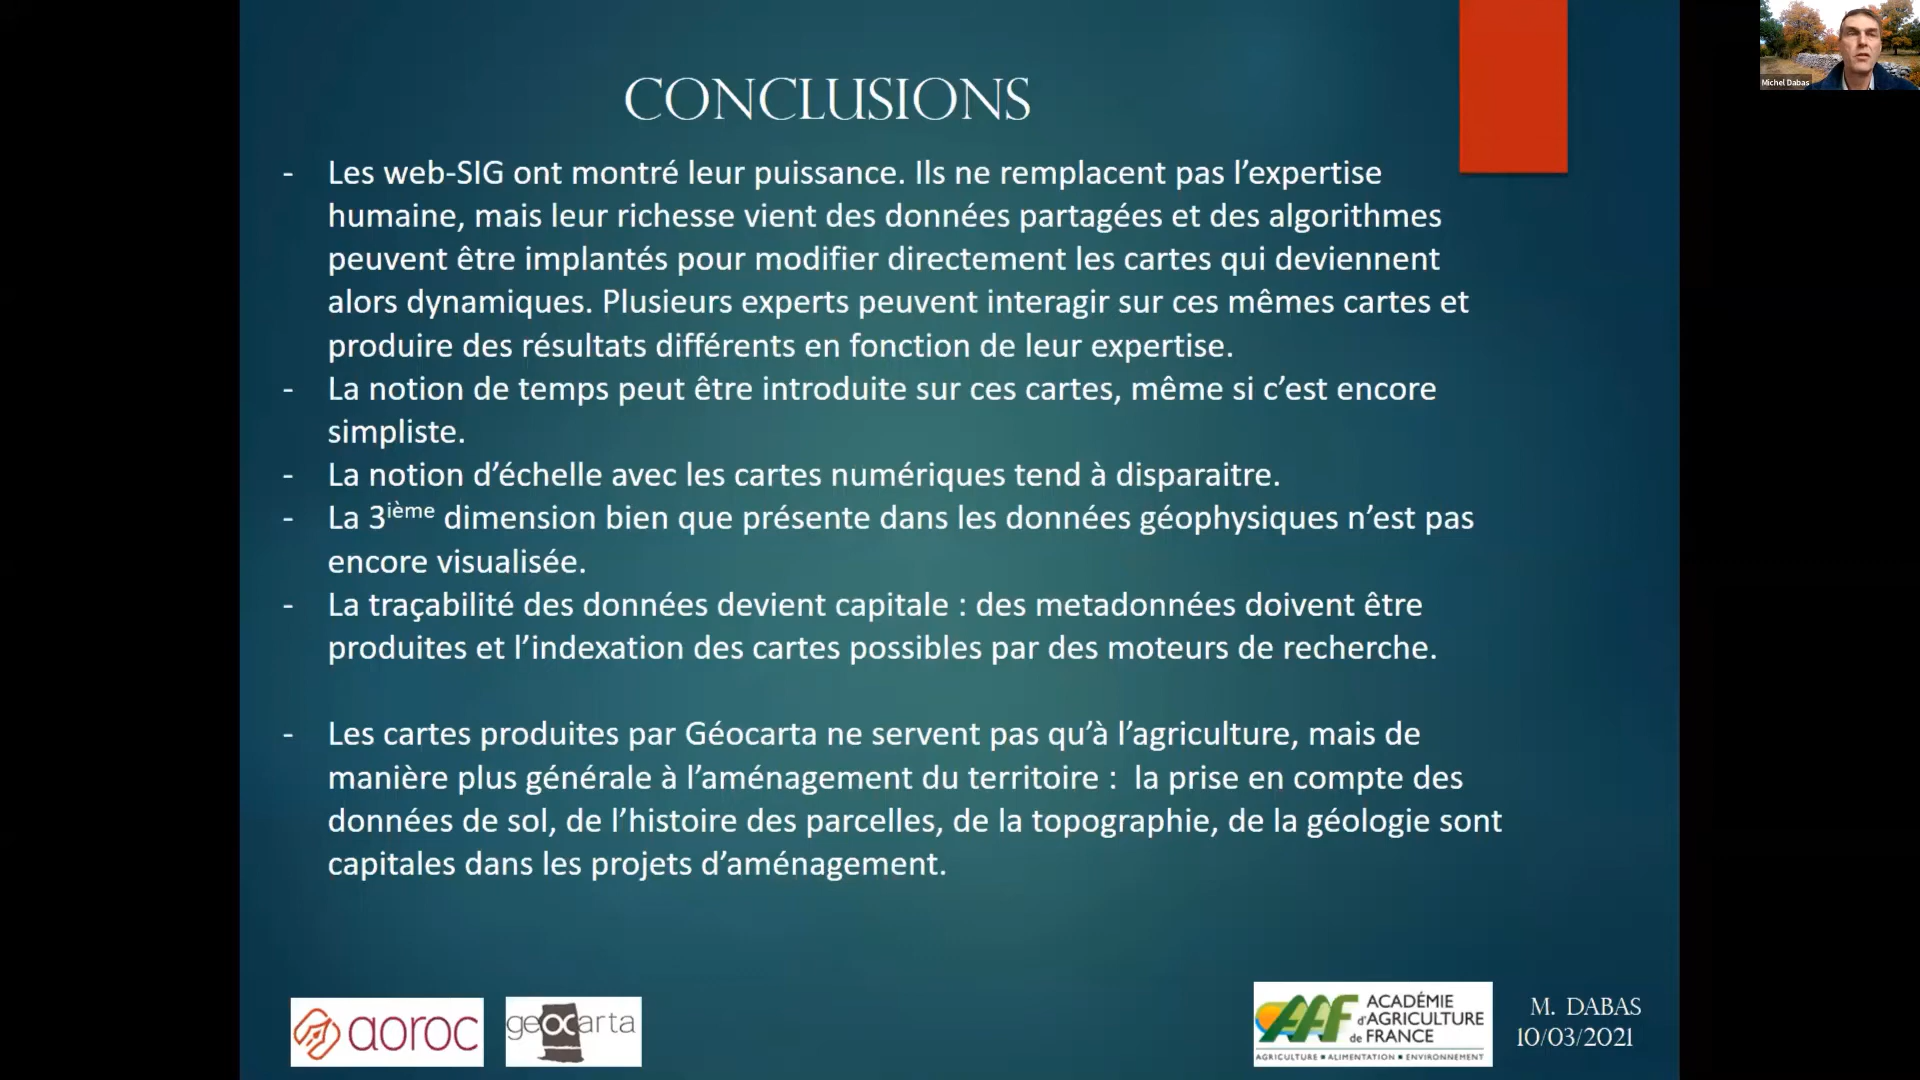 CONCLUSIONS
- Les web-SIG ont montré leur puissance. Ils ne remplacent pas l’expertise
humaine, mais leur richesse vient des données partagées et des algorithmes
peuvent être implantés pour modifier directement les cartes qui deviennent
alors dynamiques. Plusieurs experts peuvent interagir sur ces mêmes cartes et
produire des résultats différents en fonction de leur expertise.
- La notion de temps peut être introduite sur ces cartes, même si c’est encore
simpliste.
- La notion d’échelle avec les cartes numériques tend à disparaitre.
- La 3ième dimension bien que présente dans les données géophysiques n’est pas
encore visualisée.
- La traçabilité des données devient capitale : des metadonnées doivent être
produites et l’indexation des cartes possibles par des moteurs de recherche.
- Les cartes produites par Géocarta ne servent pas qu’à l’agriculture, mais de
manière plus générale à l’aménagement du territoire : la prise en compte des
données de sol, de l’histoire des parcelles, de la topographie, de la géologie sont
capitales dans les projets d’aménagement.
aoroc
geocarta
AAF
ACADÉMIE
d'AGRICULTURE
de FRANCE
AGRICULTURE ■ ALIMENTATION ■ ENVIRONNEMENT
M. DABAS
10/03/2021
Michel Dabas